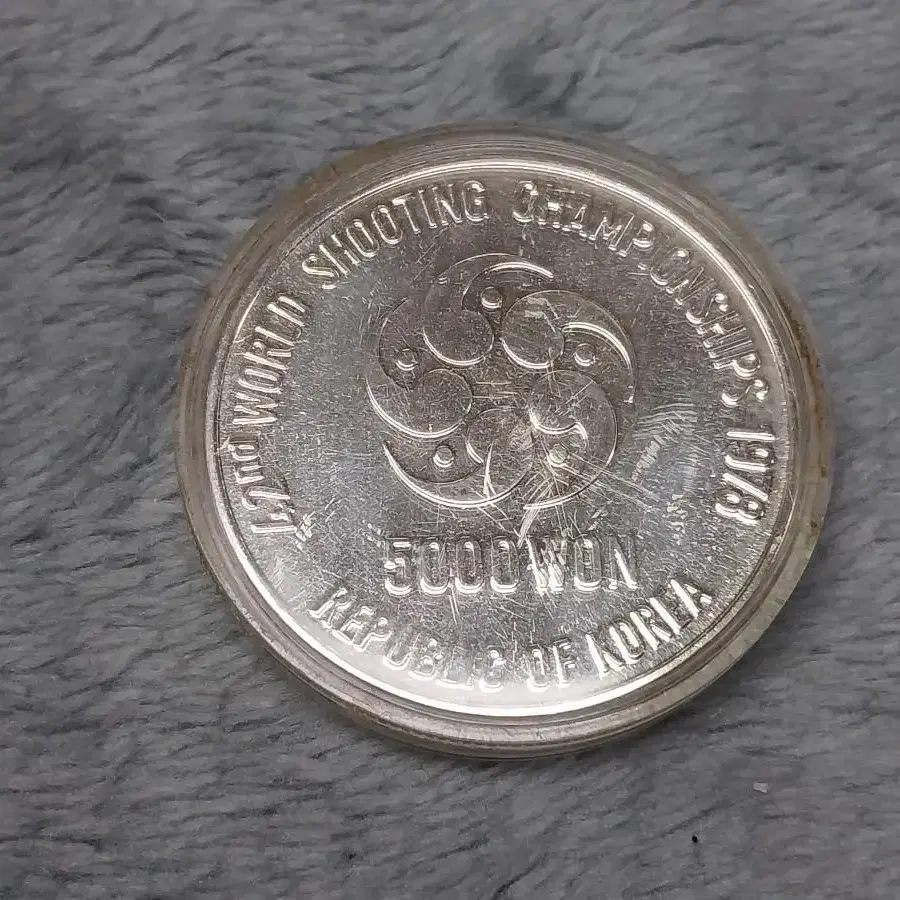 42nd WORLD SHOOTING CHAMPIONSHIPS 1978
5000 WON
REPUBLIC OF KOREA